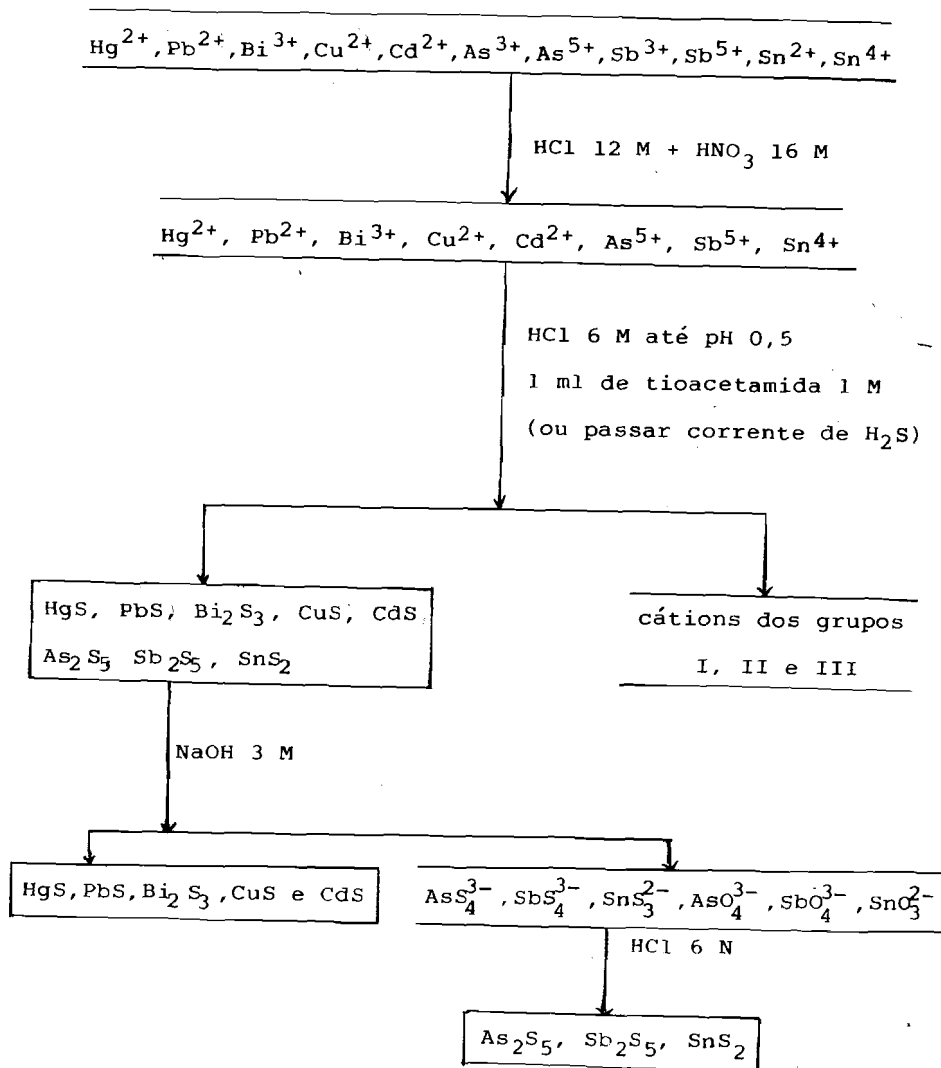 Hg²⁺,Pb²⁺,Bi³⁺,Cu²⁺,Cd²⁺,As³⁺,As⁵⁺,Sb³⁺,Sb⁵⁺,Sn²⁺,Sn⁴⁺
HCl 12 M + HNO₃ 16 M
Hg²⁺, Pb²⁺, Bi³⁺, Cu²⁺, Cd²⁺, As⁵⁺, Sb⁵⁺, Sn⁴⁺
HCl 6 M até pH 0,5
1 ml de tioacetamida 1 M
(ou passar corrente de H₂S)
HgS, PbS, Bi₂S₃, CuS, CdS
As₂S₅, Sb₂S₅, SnS₂
cátions dos grupos
I, II e III
NaOH 3 M
HgS,PbS,Bi₂S₃,CuS e CdS
AsS₄³⁻,SbS₄³⁻,SnS₃²⁻,AsO₄³⁻,SbO₄³⁻,SnO₃²⁻
HCl 6 N
As₂S₅, Sb₂S₅, SnS₂